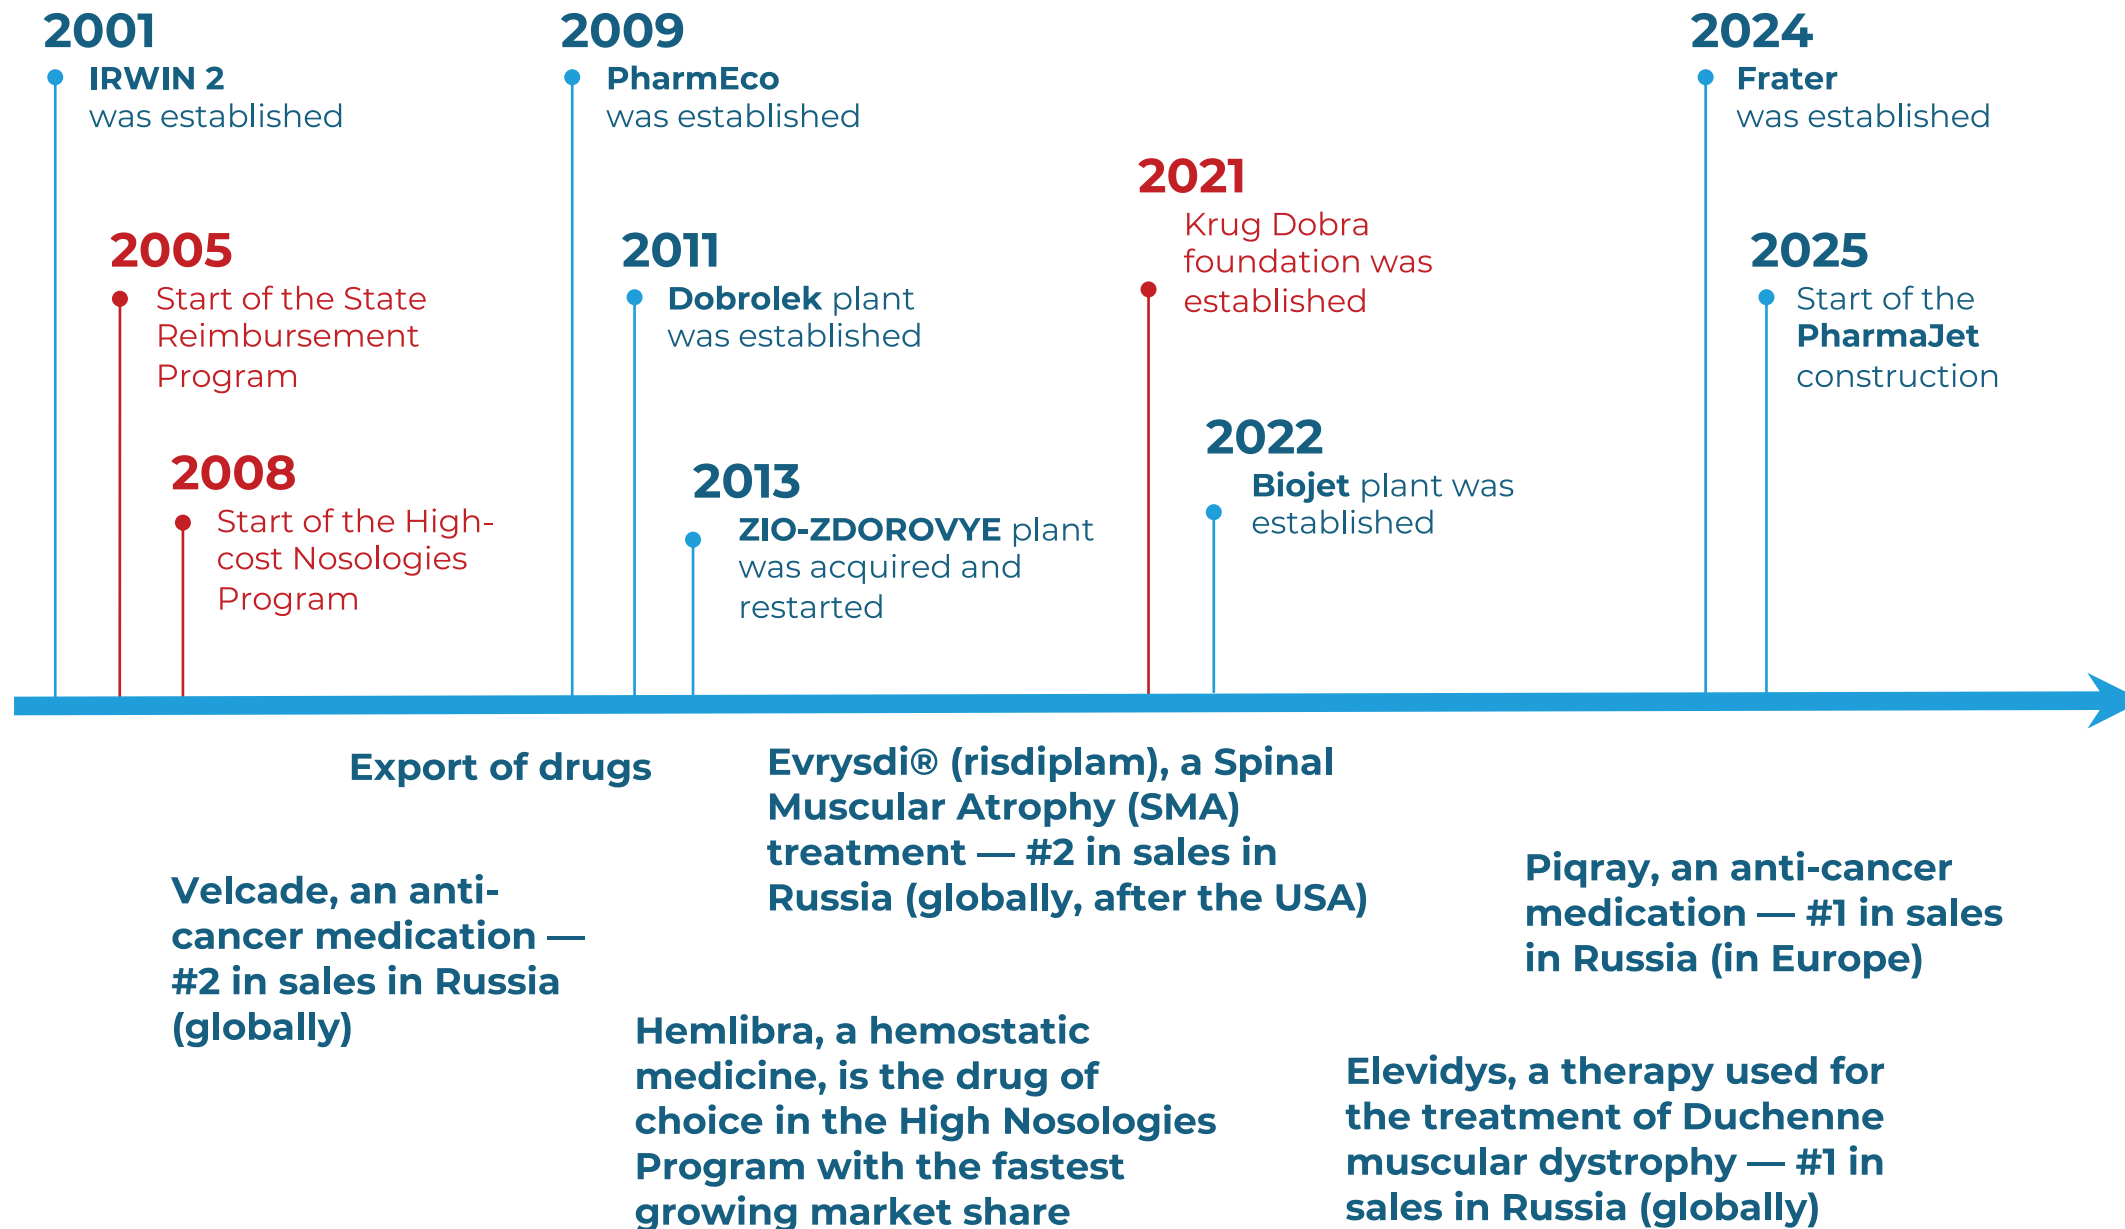 2001
IRWIN 2
was established
2005
Start of the State
Reimbursement
Program
2008
Start of the High-
cost Nosologies
Program
2009
PharmEco
was established
2011
Dobrolek plant
was established
2013
ZIO-ZDOROVYE plant
was acquired and
restarted
2021
Krug Dobra
foundation was
established
2022
Biojet plant was
established
2024
Frater
was established
2025
Start of the
PharmaJet
construction
Export of drugs
Velcade, an anti-
cancer medication —
#2 in sales in Russia
(globally)
Evrysdi® (risdiplam), a Spinal
Muscular Atrophy (SMA)
treatment — #2 in sales in
Russia (globally, after the USA)
Hemlibra, a hemostatic
medicine, is the drug of
choice in the High Nosologies
Program with the fastest
growing market share
Piqray, an anti-cancer
medication — #1 in sales
in Russia (in Europe)
Elevidys, a therapy used for
the treatment of Duchenne
muscular dystrophy — #1 in
sales in Russia (globally)